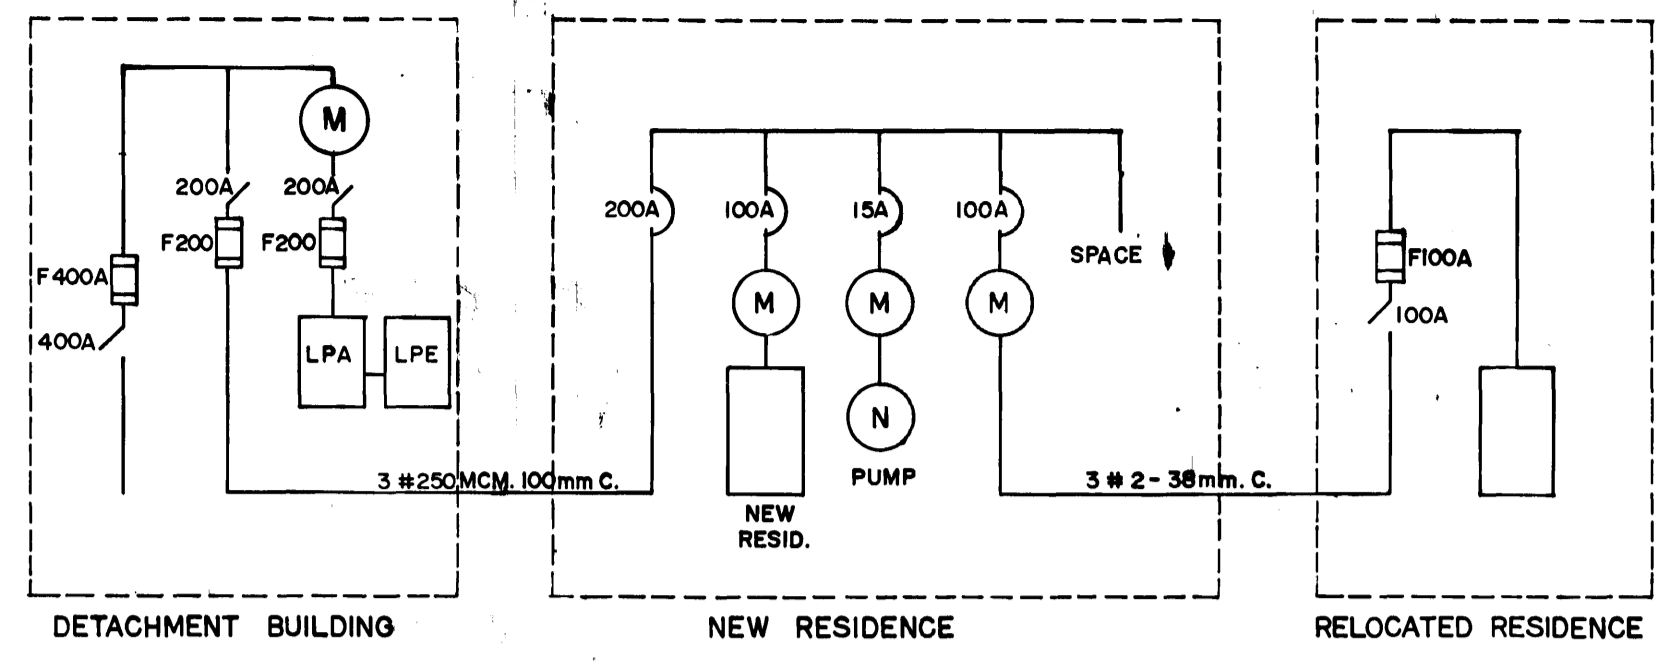 M
200A
200A
F200
F200
F400A
400A
LPA
LPE
3 #250 MCM. 100mm C.
DETACHMENT BUILDING
200A
100A
15A
100A
SPACE
M
M
M
N
PUMP
NEW
RESID.
3 # 2 - 38mm. C.
NEW RESIDENCE
F100A
100A
RELOCATED RESIDENCE